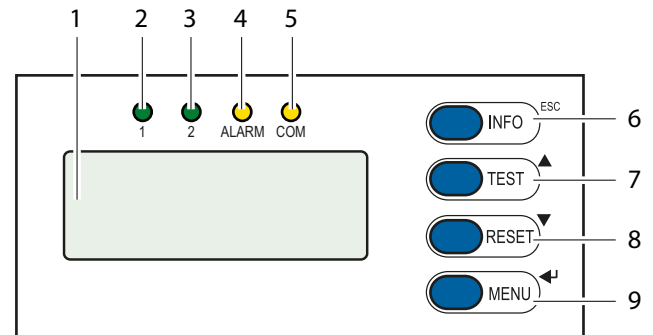 1 2 3 4 5
1 2 ALARM COM
ESC
INFO 6
TEST 7
RESET 8
MENU 9